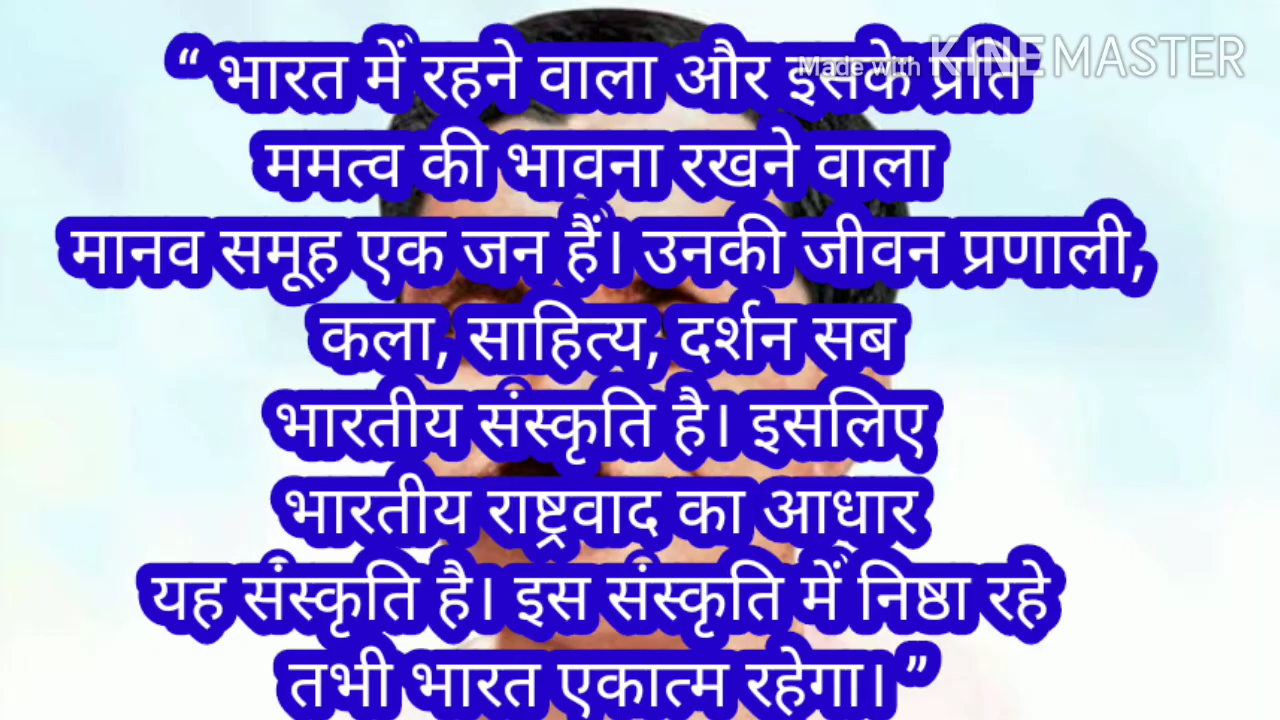 “ भारत में रहने वाला और इसके प्रति
Made with KINEMASTER
ममत्व की भावना रखने वाला
मानव समूह एक जन हैं। उनकी जीवन प्रणाली,
कला, साहित्य, दर्शन सब
भारतीय संस्कृति है। इसलिए
भारतीय राष्ट्रवाद का आधार
यह संस्कृति है। इस संस्कृति में निष्ठा रहे
तभी भारत एकात्म रहेगा। ”